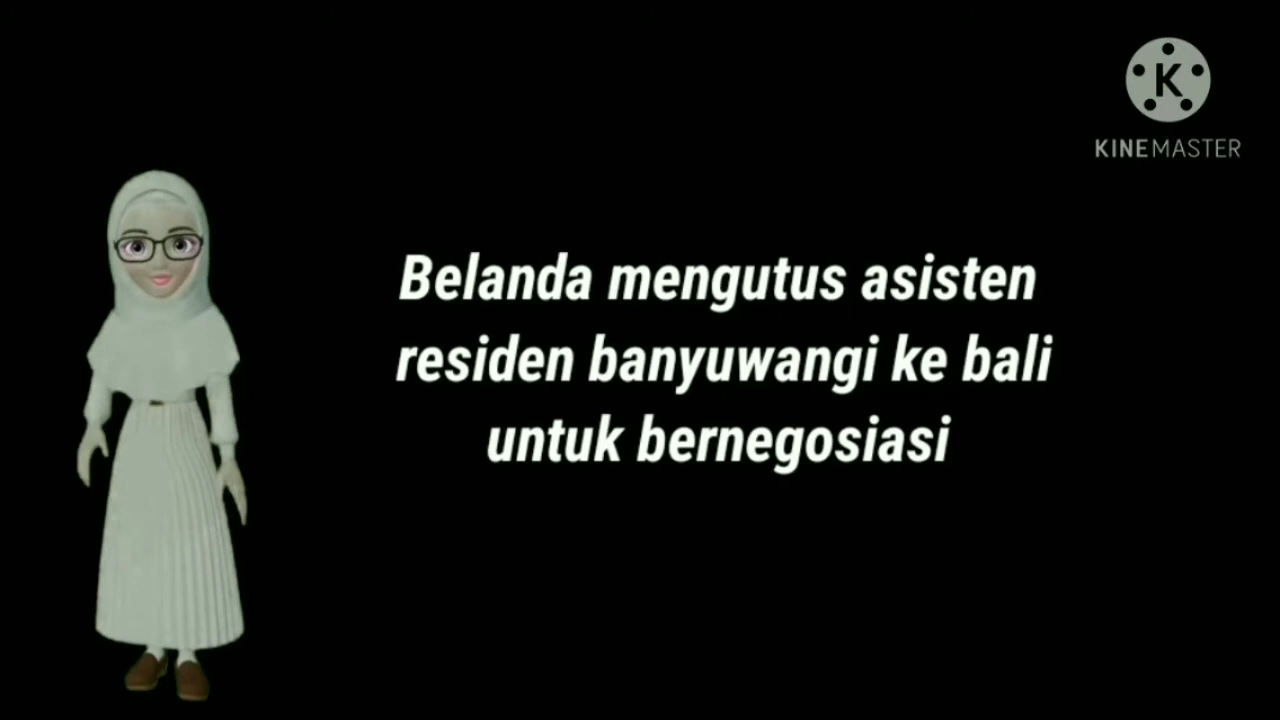 K
KINEMASTER
Belanda mengutus asisten
residen banyuwangi ke bali
untuk bernegosiasi